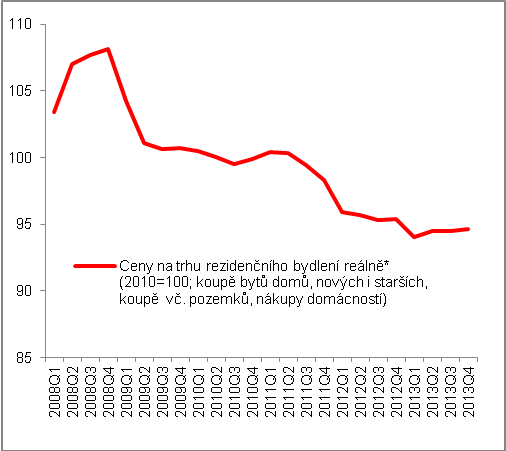 110
105
100
95
90
85
Ceny na trhu rezidenčního bydlení reálně*
(2010=100; koupě bytů domů, nových i starších,
koupě vč. pozemků, nákupy domácností)
2008Q1
2008Q2
2008Q3
2008Q4
2009Q1
2009Q2
2009Q3
2009Q4
2010Q1
2010Q2
2010Q3
2010Q4
2011Q1
2011Q2
2011Q3
2011Q4
2012Q1
2012Q2
2012Q3
2012Q4
2013Q1
2013Q2
2013Q3
2013Q4